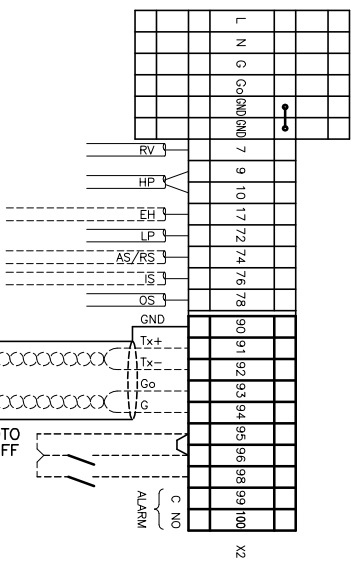 L
N
G
Go
GND
GND
7
9
10
17
72
74
76
78
90
91
92
93
94
95
96
98
99
100
X2
RV
HP
EH
LP
AS/RS
IS
OS
GND
Tx+
Tx-
Go
G
OTO
FF
C NO
ALARM